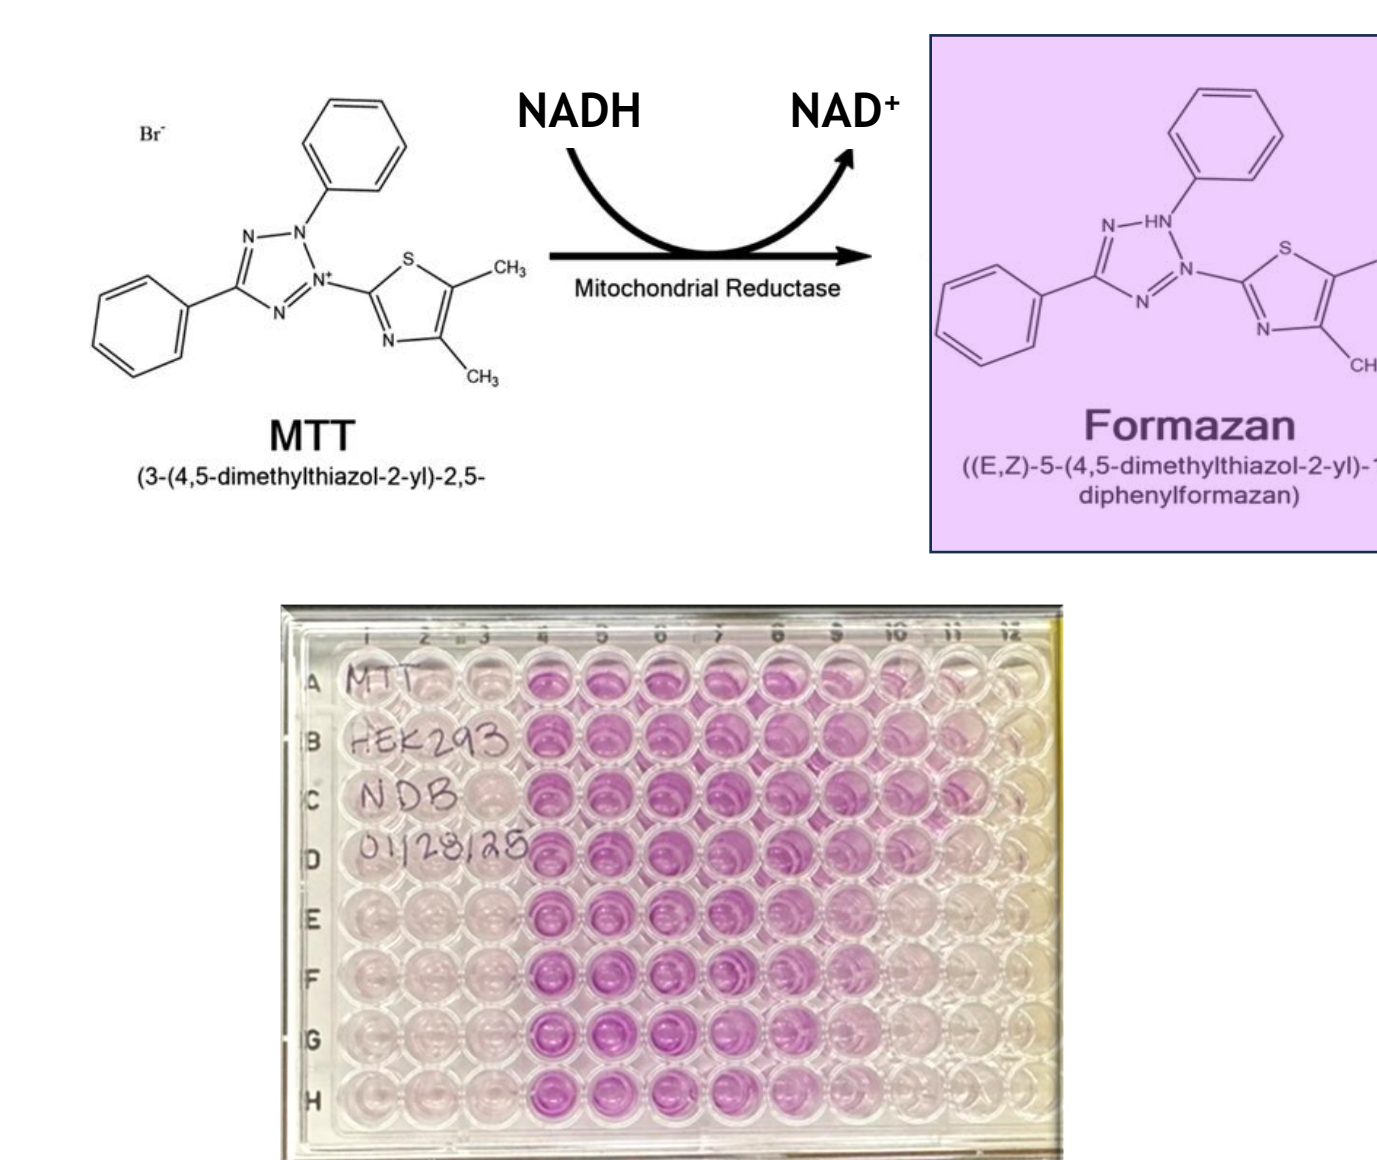 NADH NAD⁺
Br⁻
N N
N⁺
N
S
CH₃
N
CH₃
Mitochondrial Reductase
N HN
N
N
S
N
CH
MTT
(3-(4,5-dimethylthiazol-2-yl)-2,5-
Formazan
((E,Z)-5-(4,5-dimethylthiazol-2-yl)-1
diphenylformazan)
1 2 3 4 5 6 7 8 9 10 11 12
A MTT
B HEK293
C NDB
D 01/28/25
E
F
G
H